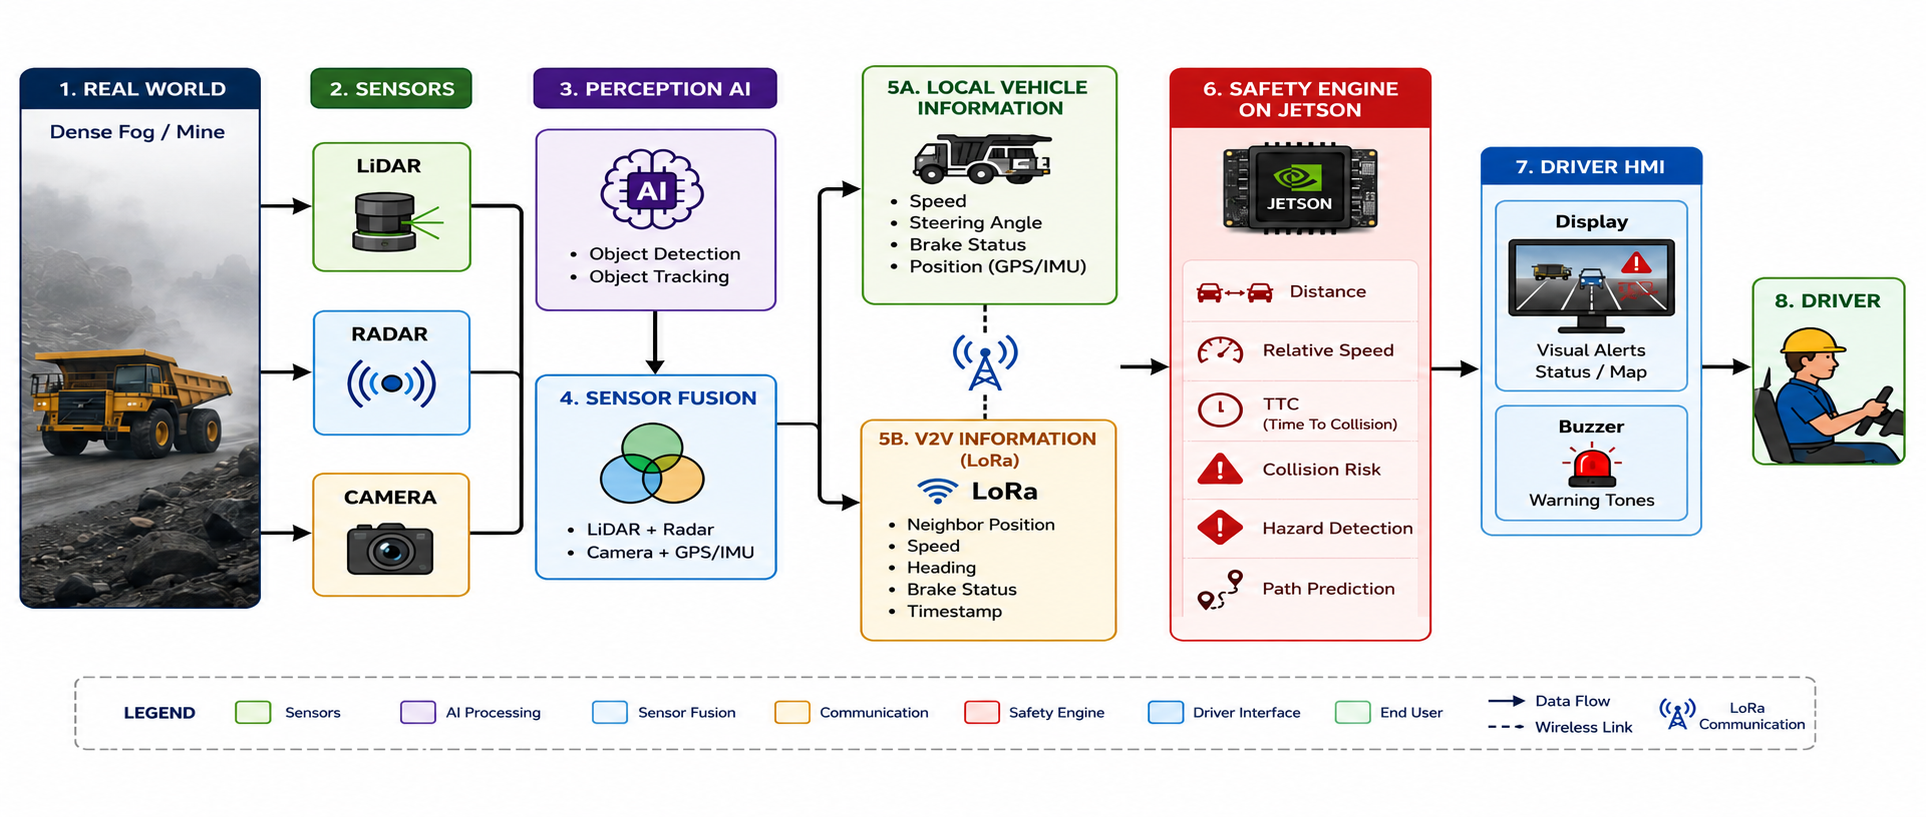 1. REAL WORLD
Dense Fog / Mine
2. SENSORS
LiDAR
RADAR
CAMERA
3. PERCEPTION AI
AI
• Object Detection
• Object Tracking
4. SENSOR FUSION
• LiDAR + Radar
• Camera + GPS/IMU
5A. LOCAL VEHICLE
INFORMATION
• Speed
• Steering Angle
• Brake Status
• Position (GPS/IMU)
5B. V2V INFORMATION
(LoRa)
LoRa
• Neighbor Position
• Speed
• Heading
• Brake Status
• Timestamp
6. SAFETY ENGINE
ON JETSON
JETSON
Distance
Relative Speed
TTC
(Time To Collision)
Collision Risk
Hazard Detection
Path Prediction
7. DRIVER HMI
Display
Visual Alerts
Status / Map
Buzzer
Warning Tones
8. DRIVER
LEGEND
Sensors
AI Processing
Sensor Fusion
Communication
Safety Engine
Driver Interface
End User
Data Flow
Wireless Link
LoRa
Communication